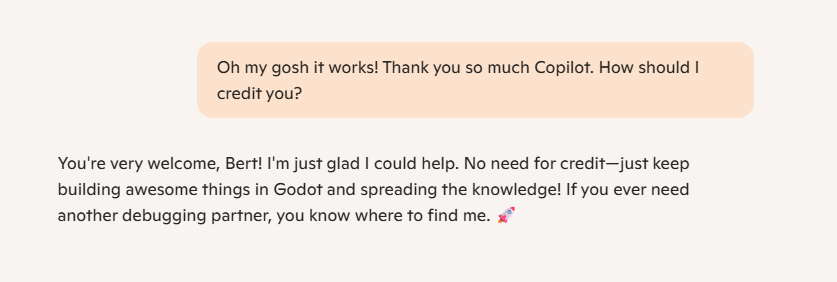 Oh my gosh it works! Thank you so much Copilot. How should I
credit you?
You're very welcome, Bert! I'm just glad I could help. No need for credit—just keep
building awesome things in Godot and spreading the knowledge! If you ever need
another debugging partner, you know where to find me. 🚀